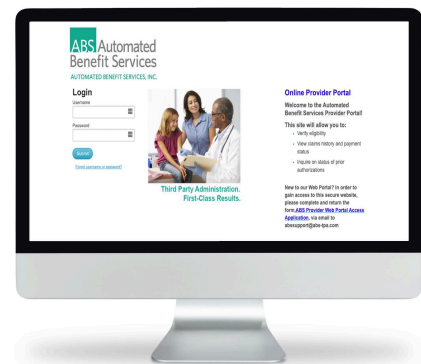 ABS Automated
Benefit Services
AUTOMATED BENEFIT SERVICES, INC.
Login
Username
Password
Submit
Forgot username or password?
Third Party Administration.
First-Class Results.
Online Provider Portal
Welcome to the Automated
Benefit Services Provider Portal!
This site will allow you to:
- Verify eligibility
- View claims history and payment
status
- Inquire on status of prior
authorizations
New to our Web Portal? In order to
gain access to this secure website,
please complete and return the
form,ABS Provider Web Portal Access
Application, via email to
abssupport@abs-tpa.com